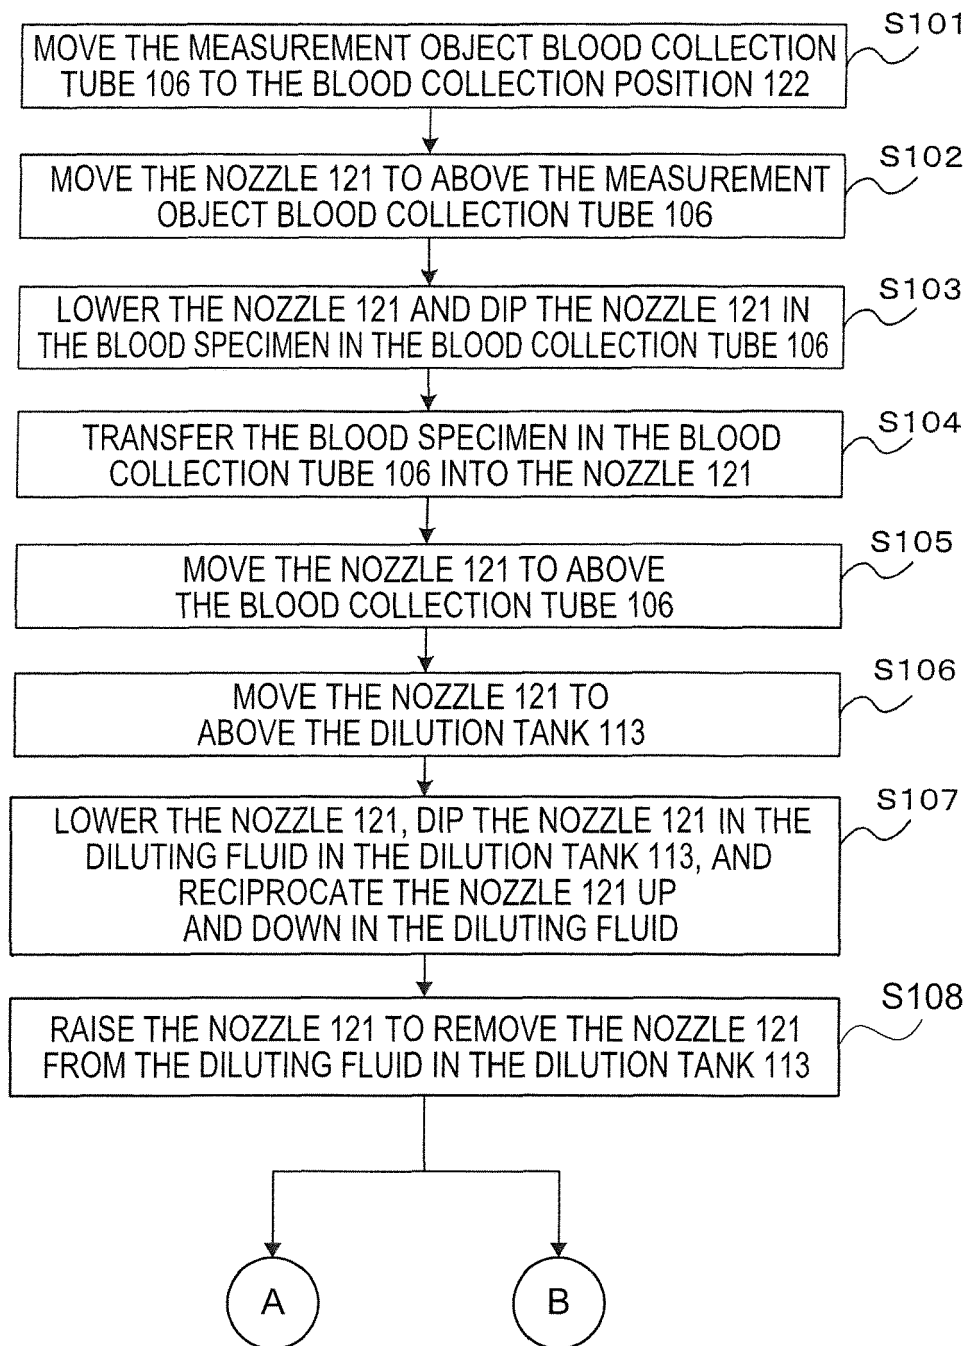 S101
MOVE THE MEASUREMENT OBJECT BLOOD COLLECTION
TUBE 106 TO THE BLOOD COLLECTION POSITION 122
S102
MOVE THE NOZZLE 121 TO ABOVE THE MEASUREMENT
OBJECT BLOOD COLLECTION TUBE 106
S103
LOWER THE NOZZLE 121 AND DIP THE NOZZLE 121 IN
THE BLOOD SPECIMEN IN THE BLOOD COLLECTION TUBE 106
S104
TRANSFER THE BLOOD SPECIMEN IN THE BLOOD
COLLECTION TUBE 106 INTO THE NOZZLE 121
S105
MOVE THE NOZZLE 121 TO ABOVE
THE BLOOD COLLECTION TUBE 106
S106
MOVE THE NOZZLE 121 TO
ABOVE THE DILUTION TANK 113
S107
LOWER THE NOZZLE 121, DIP THE NOZZLE 121 IN THE
DILUTING FLUID IN THE DILUTION TANK 113, AND
RECIPROCATE THE NOZZLE 121 UP
AND DOWN IN THE DILUTING FLUID
S108
RAISE THE NOZZLE 121 TO REMOVE THE NOZZLE 121
FROM THE DILUTING FLUID IN THE DILUTION TANK 113
A
B